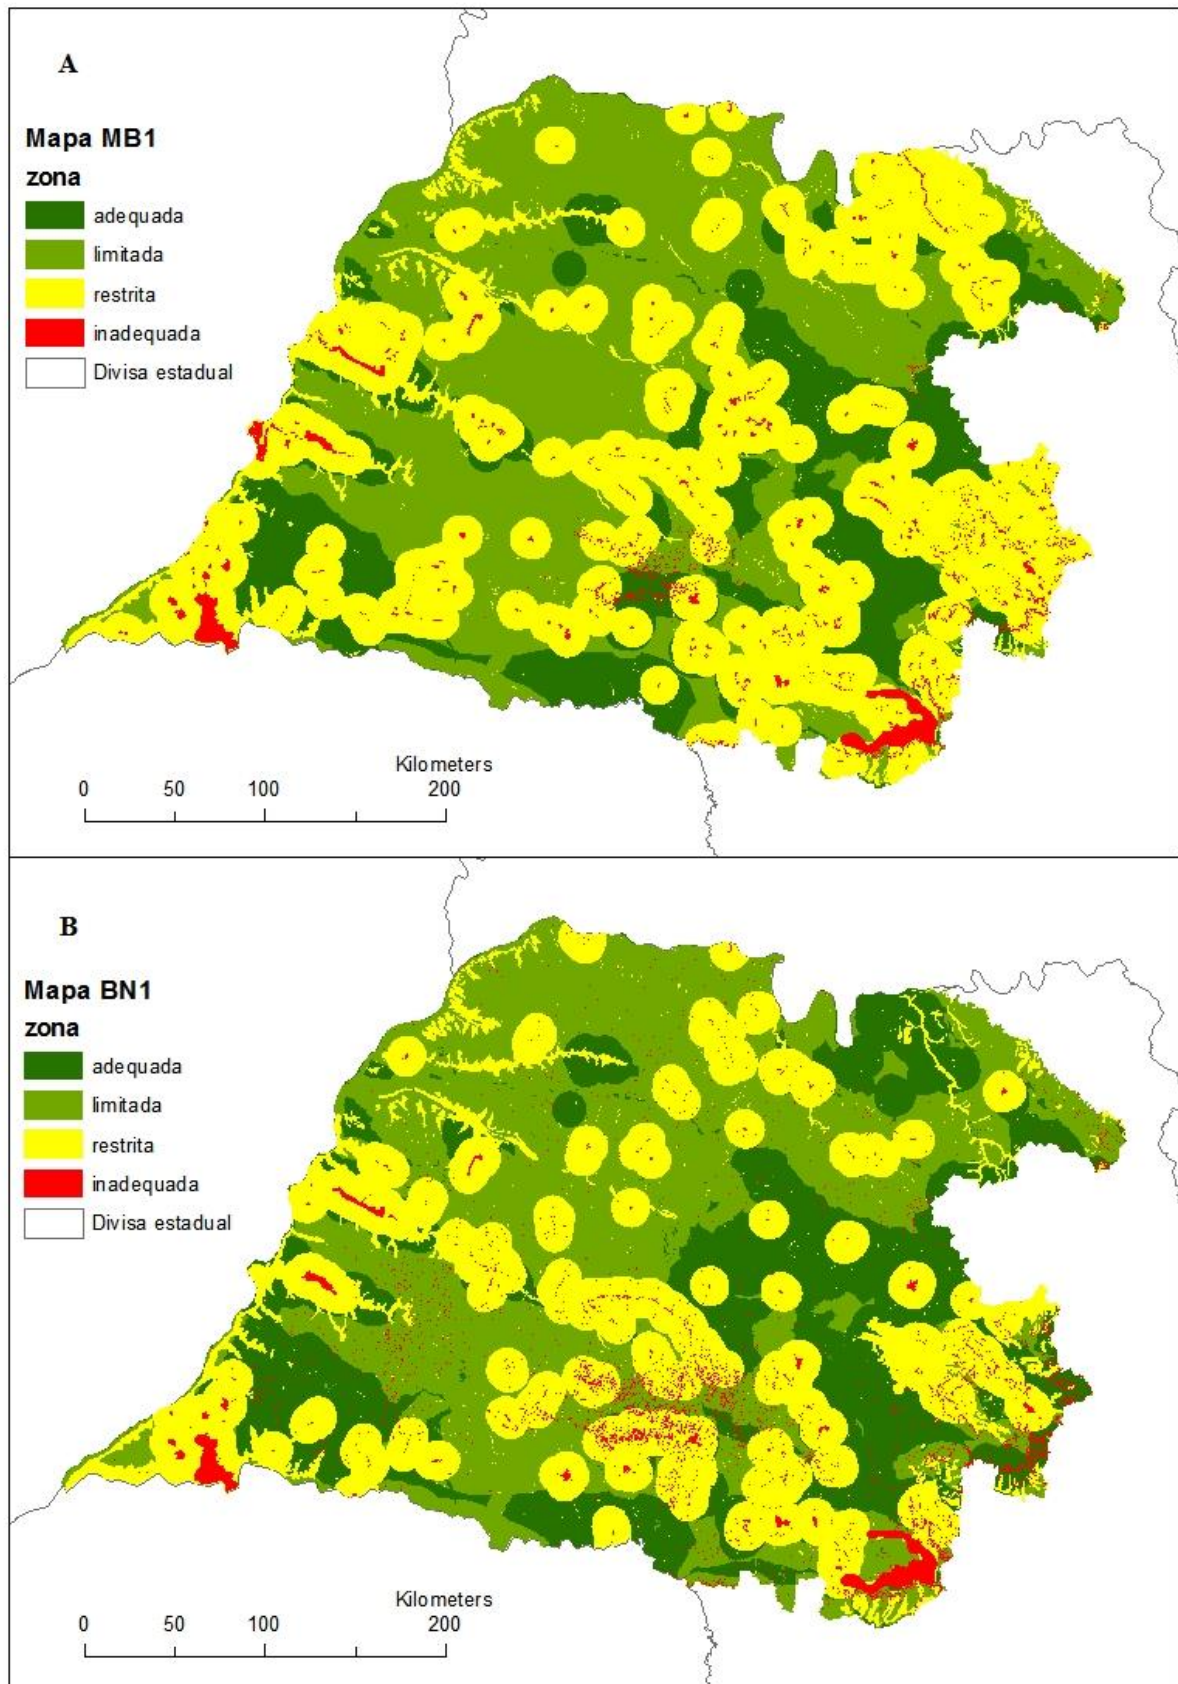 A
Mapa MB1
zona
adequada
limitada
restrita
inadequada
Divisa estadual
Kilometers
0 50 100 200
B
Mapa BN1
zona
adequada
limitada
restrita
inadequada
Divisa estadual
Kilometers
0 50 100 200